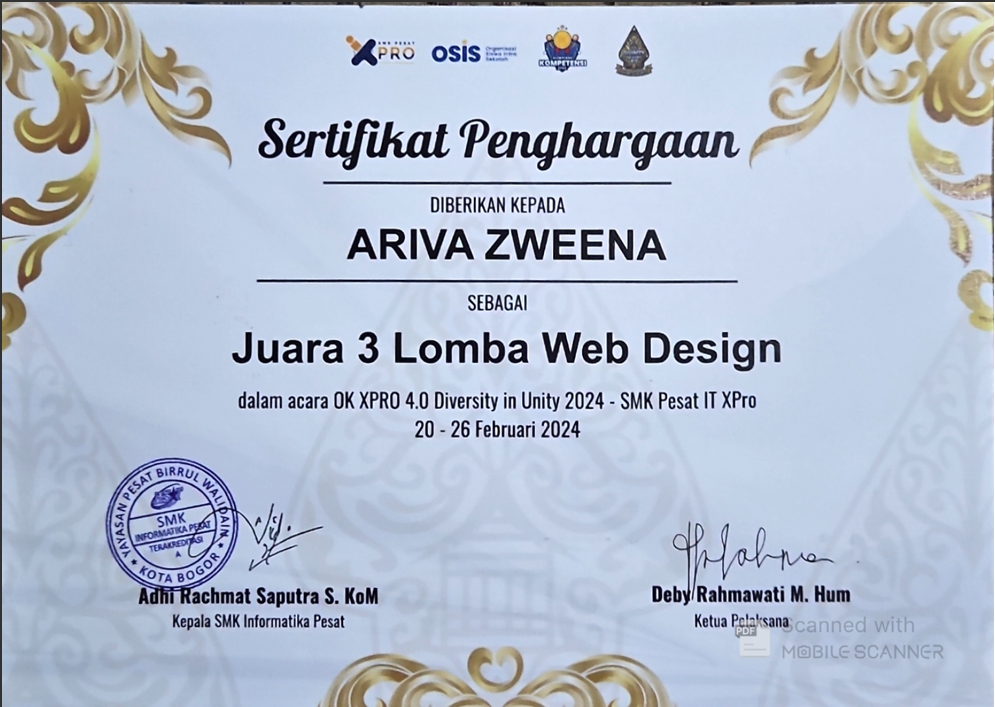 SMK PESAT
XPRO
OSIS Organisasi Siswa Intra Sekolah
KOMPETENSI
Sertifikat Penghargaan
DIBERIKAN KEPADA
ARIVA ZWEENA
SEBAGAI
Juara 3 Lomba Web Design
dalam acara OK XPRO 4.0 Diversity in Unity 2024 - SMK Pesat IT XPro
20 - 26 Februari 2024
YAYASAN PESAT BIRRUL WALIDAIN
SMK
INFORMATIKA PESAT
TERAKREDITASI
A
KOTA BOGOR
Adhi Rachmat Saputra S. KoM
Kepala SMK Informatika Pesat
Deby Rahmawati M. Hum
Ketua Pelaksana
PDF
Scanned with
MOBILE SCANNER